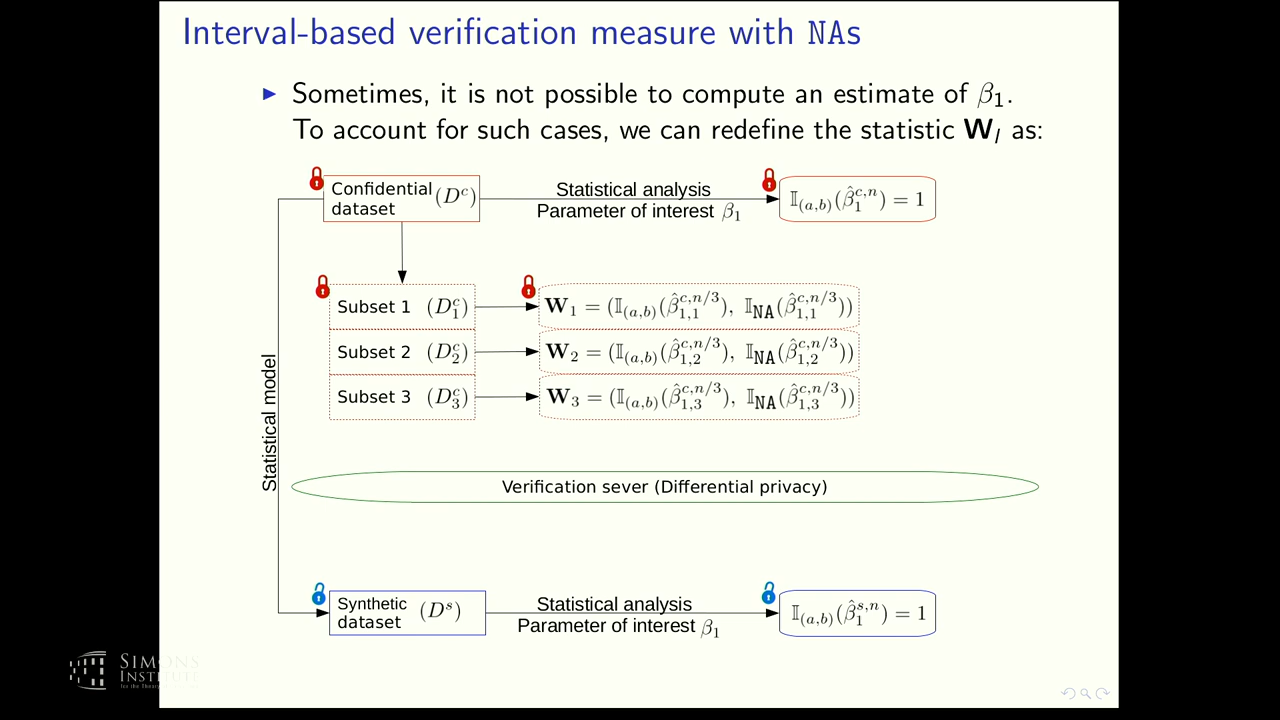 Interval-based verification measure with NAs
▶ Sometimes, it is not possible to compute an estimate of β₁.
To account for such cases, we can redefine the statistic W_l as:
Confidential dataset (D^c)
Statistical analysis
Parameter of interest β₁
𝕀_(a,b)(β̂₁^{c,n}) = 1
Subset 1 (D₁^c)
W₁ = (𝕀_(a,b)(β̂_{1,1}^{c,n/3}), 𝕀_NA(β̂_{1,1}^{c,n/3}))
Subset 2 (D₂^c)
W₂ = (𝕀_(a,b)(β̂_{1,2}^{c,n/3}), 𝕀_NA(β̂_{1,2}^{c,n/3}))
Subset 3 (D₃^c)
W₃ = (𝕀_(a,b)(β̂_{1,3}^{c,n/3}), 𝕀_NA(β̂_{1,3}^{c,n/3}))
Statistical model
Verification sever (Differential privacy)
Synthetic dataset (D^s)
Statistical analysis
Parameter of interest β₁
𝕀_(a,b)(β̂₁^{s,n}) = 1
SIMONS
INSTITUTE
for the Theory